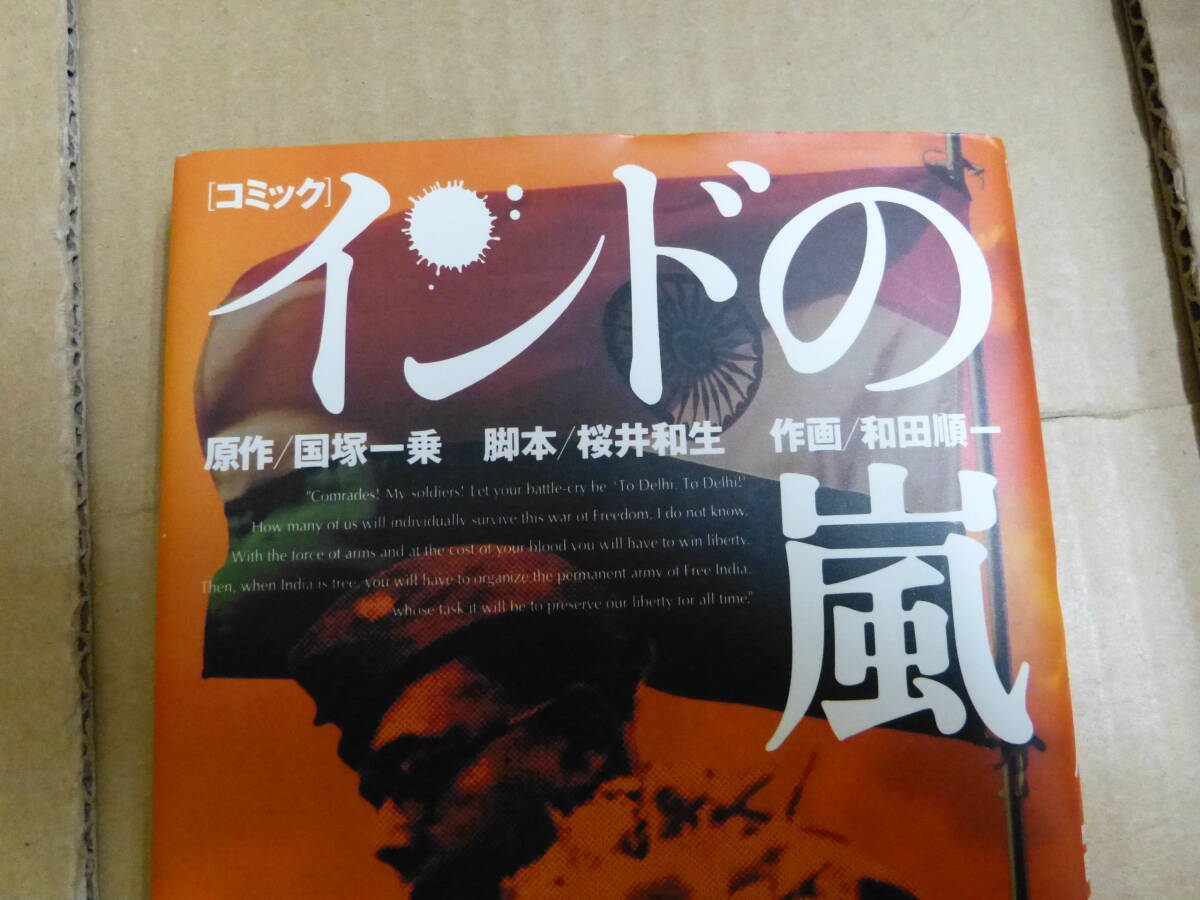 [コミック]
インドの
嵐
原作/国塚一乗 脚本/桜井和生 作画/和田順一
"Comrades! My soldiers! Let your battle-cry be 'To Delhi, To Delhi!'
How many of us will individually survive this war of Freedom, I do not know.
With the force of arms and at the cost of your blood you will have to win liberty.
Then, when India is free, you will have to organize the permanent army of Free India,
whose task it will be to preserve our liberty for all time."